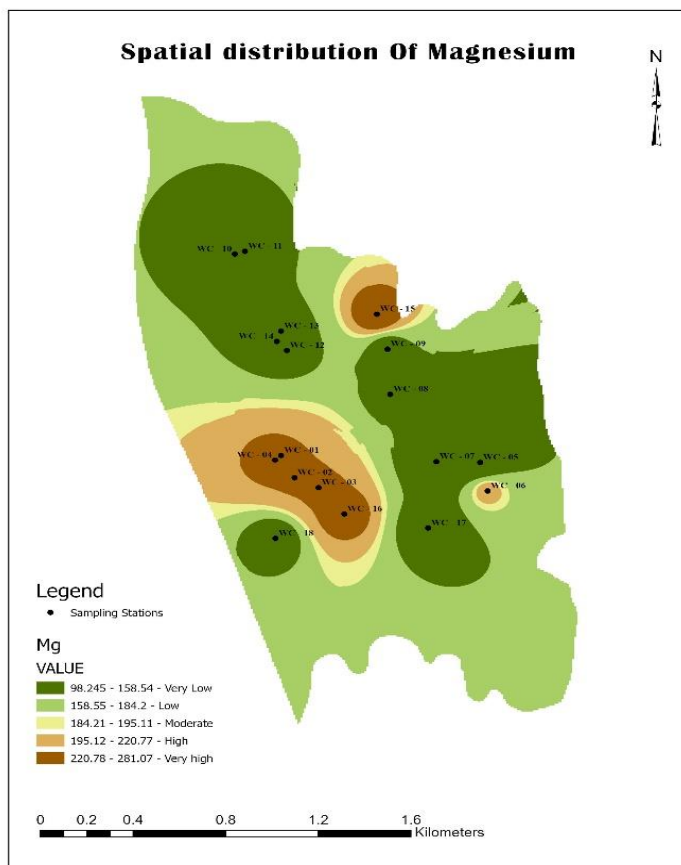 Spatial distribution Of Magnesium
N
WC - 10
WC - 11
WC - 15
WC - 13
WC - 14
WC - 12
WC - 09
WC - 08
WC - 01
WC - 04
WC - 07
WC - 05
WC - 02
WC - 03
WC - 06
WC - 16
WC - 17
WC - 18
Legend
Sampling Stations
Mg
VALUE
98.245 - 158.54 - Very Low
158.55 - 184.2 - Low
184.21 - 195.11 - Moderate
195.12 - 220.77 - High
220.78 - 281.07 - Very high
0 0.2 0.4 0.8 1.2 1.6
Kilometers